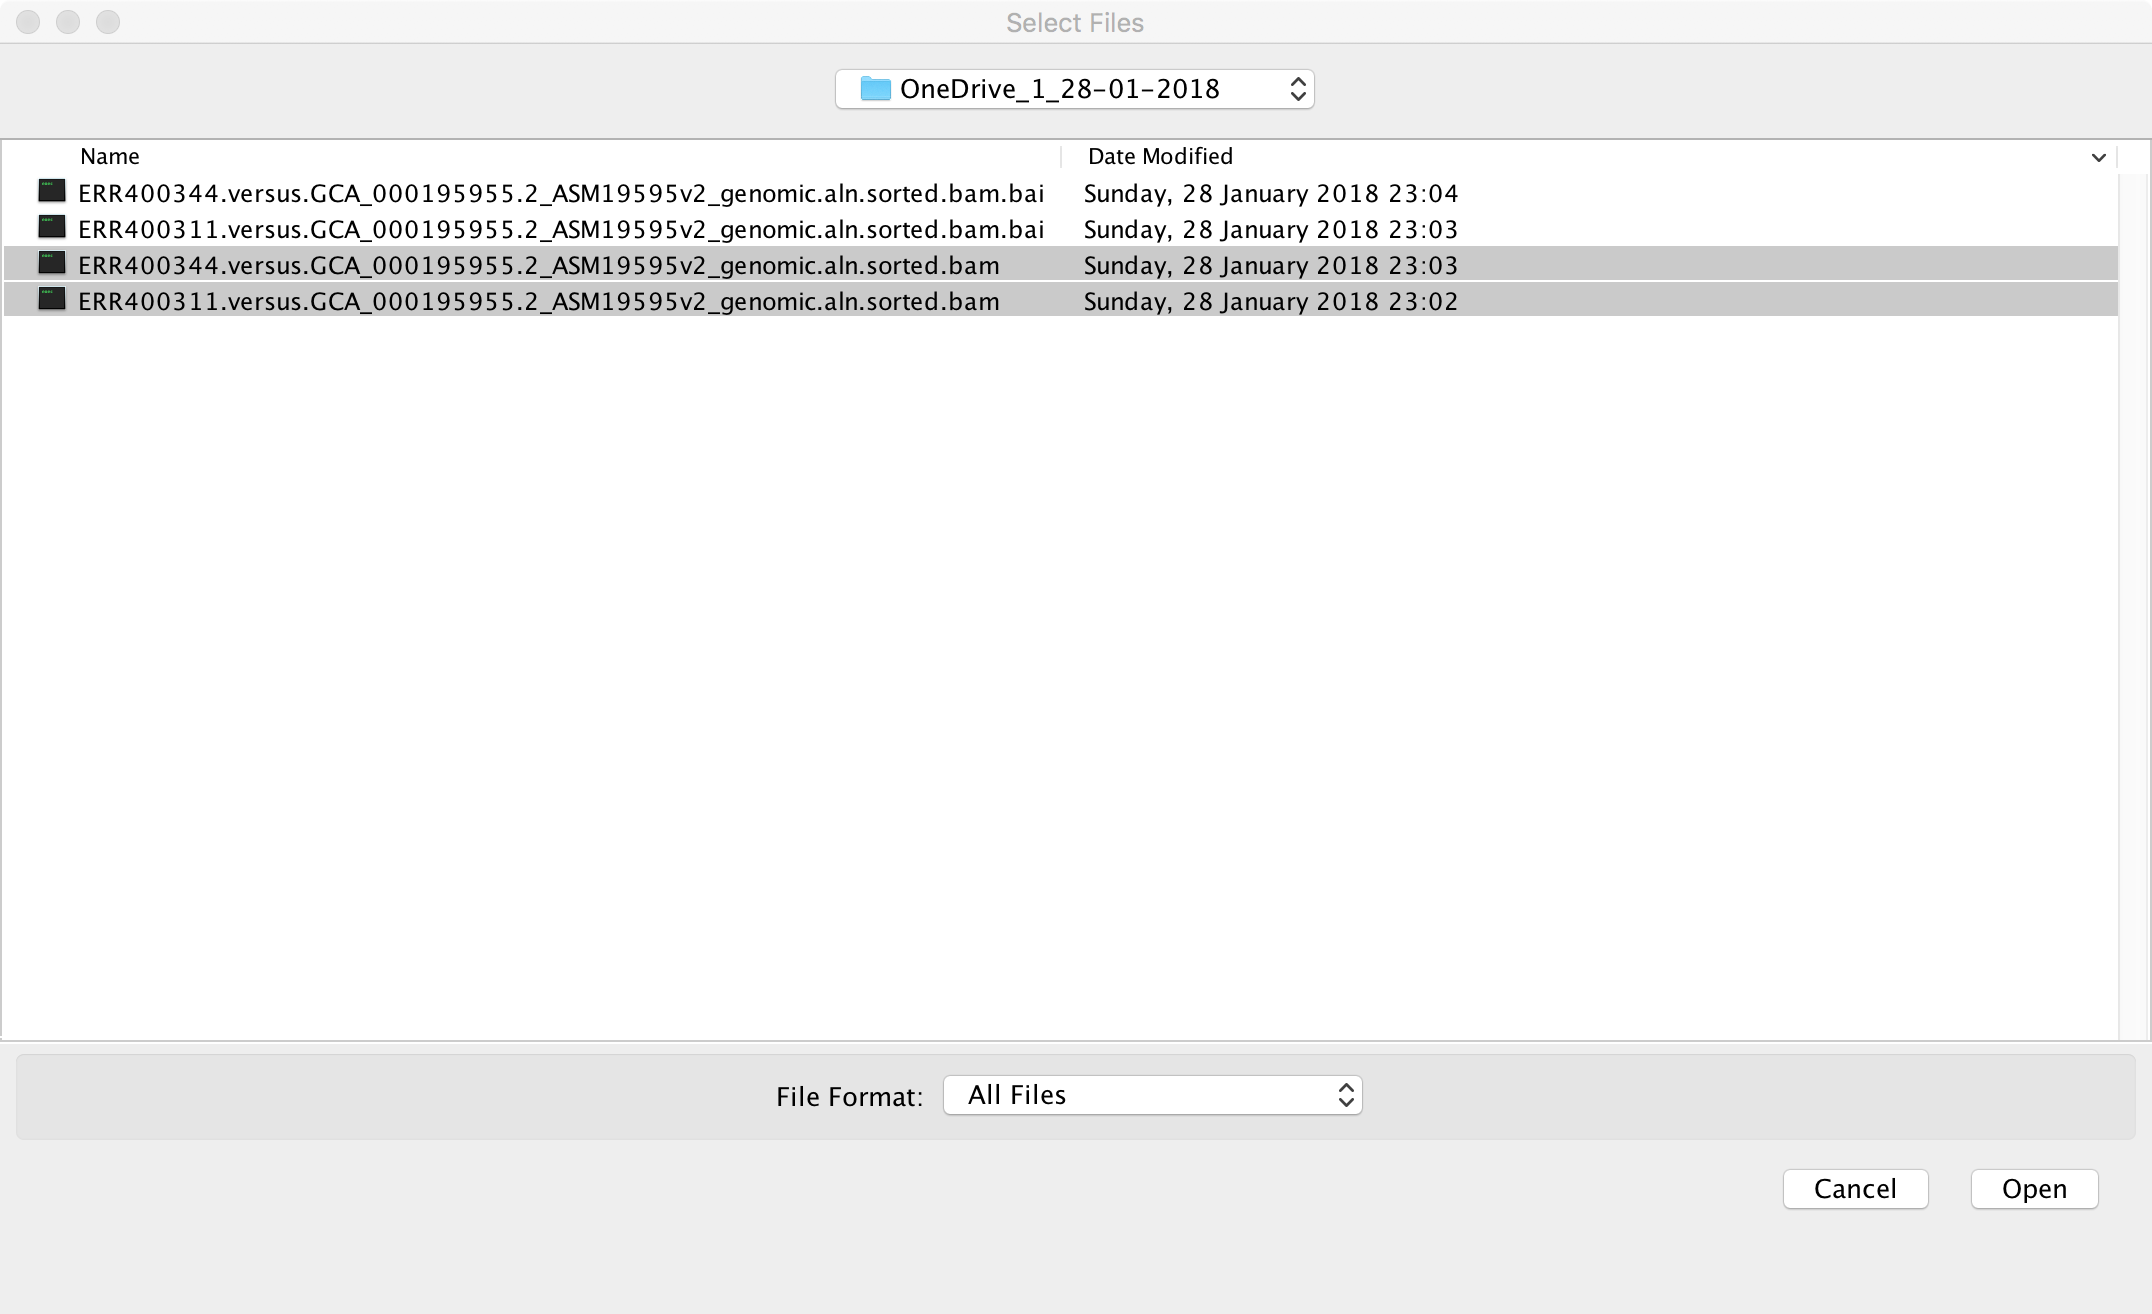 Select Files
OneDrive_1_28-01-2018
Name Date Modified
ERR400344.versus.GCA_000195955.2_ASM19595v2_genomic.aln.sorted.bam.bai Sunday, 28 January 2018 23:04
ERR400311.versus.GCA_000195955.2_ASM19595v2_genomic.aln.sorted.bam.bai Sunday, 28 January 2018 23:03
ERR400344.versus.GCA_000195955.2_ASM19595v2_genomic.aln.sorted.bam Sunday, 28 January 2018 23:03
ERR400311.versus.GCA_000195955.2_ASM19595v2_genomic.aln.sorted.bam Sunday, 28 January 2018 23:02
File Format: All Files
Cancel Open